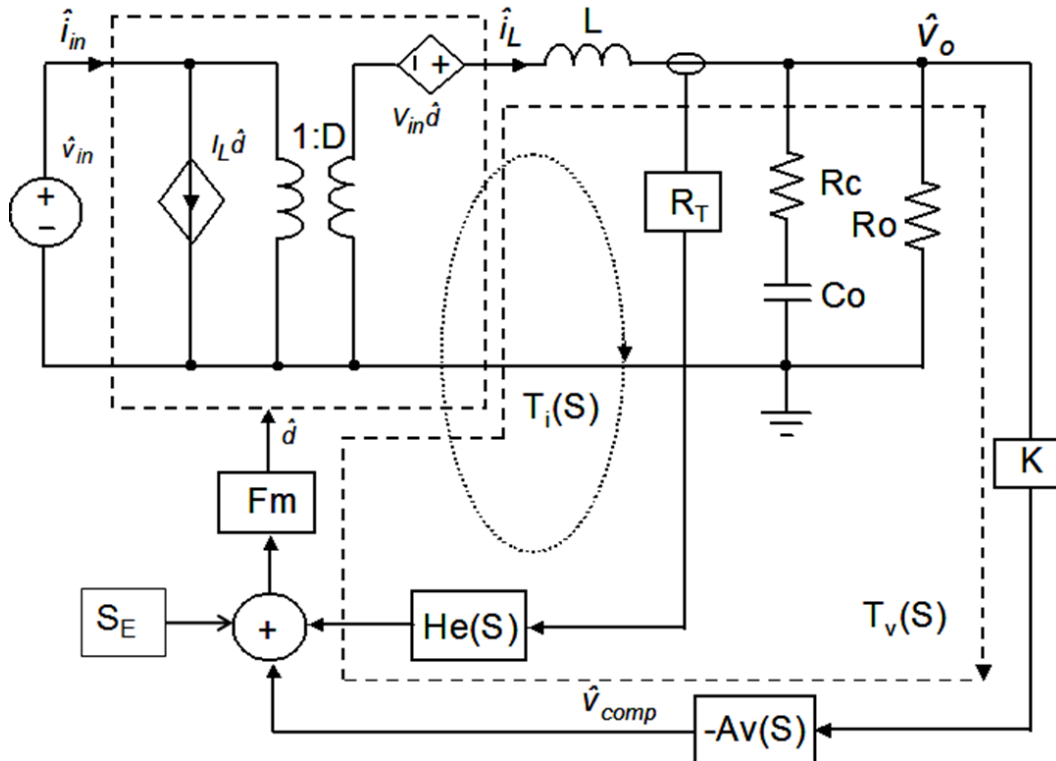 î_in
î_L
L
v̂_o
V_in d̂
1:D
v̂_in
I_L d̂
+
−
R_T
Rc
Ro
Co
T_i(S)
d̂
K
Fm
S_E
+
He(S)
T_v(S)
v̂_comp
-Av(S)